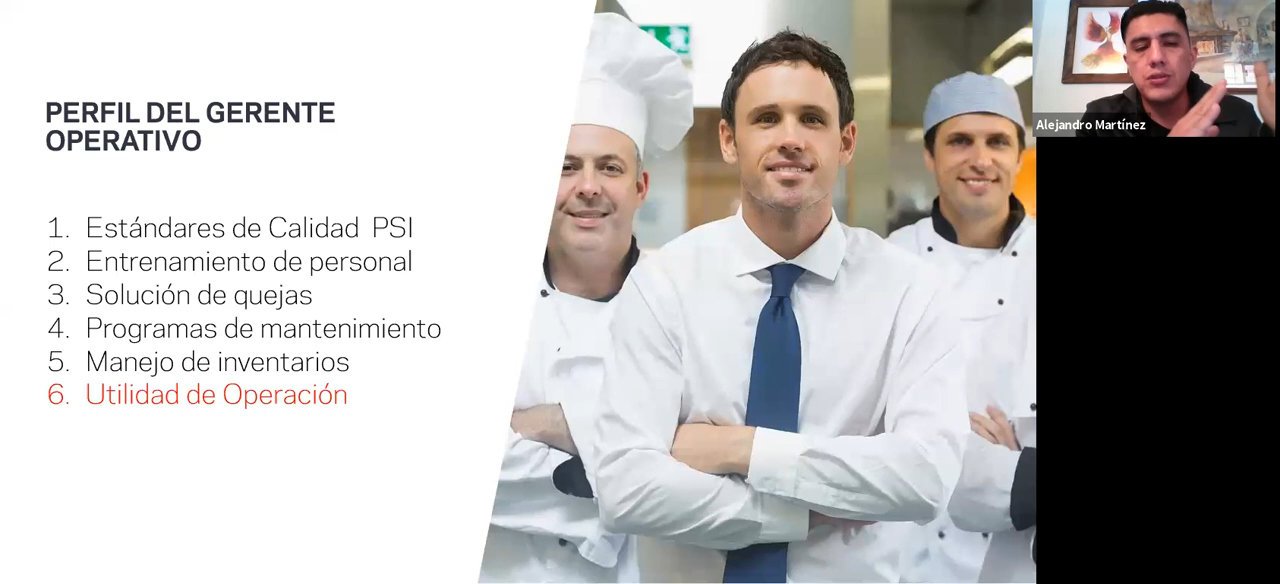 PERFIL DEL GERENTE
OPERATIVO
1. Estándares de Calidad PSI
2. Entrenamiento de personal
3. Solución de quejas
4. Programas de mantenimiento
5. Manejo de inventarios
6. Utilidad de Operación
Alejandro Martínez